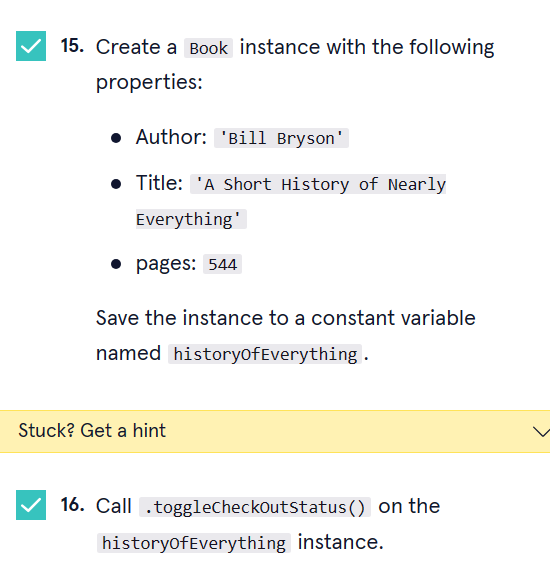 15. Create a Book instance with the following
properties:
Author: 'Bill Bryson'
Title: 'A Short History of Nearly
Everything'
pages: 544
Save the instance to a constant variable
named historyOfEverything.
Stuck? Get a hint
16. Call .toggleCheckOutStatus() on the
historyOfEverything instance.